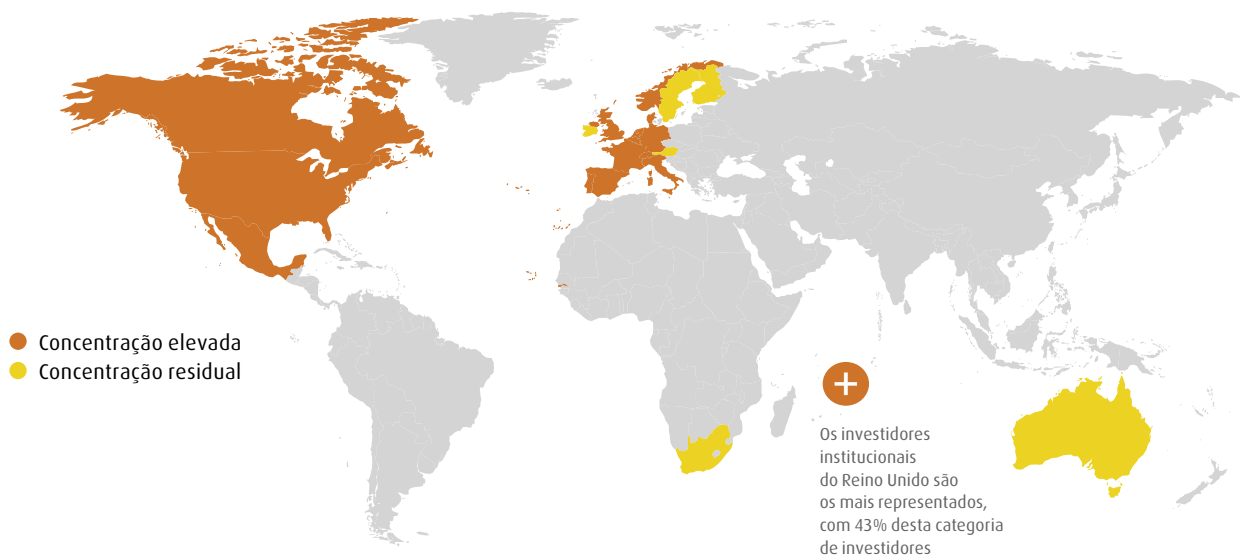 Concentração elevada
Concentração residual
+
Os investidores
institucionais
do Reino Unido são
os mais representados,
com 43% desta categoria
de investidores